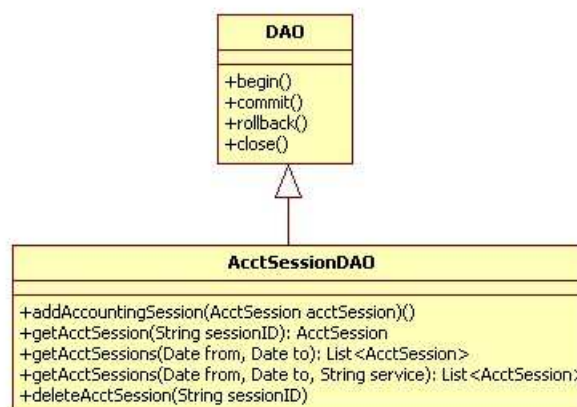 DAO
+begin()
+commit()
+rollback()
+close()
AcctSessionDAO
+addAccountingSession(AcctSession acctSession)()
+getAcctSession(String sessionID): AcctSession
+getAcctSessions(Date from, Date to): List<AcctSession>
+getAcctSessions(Date from, Date to, String service): List<AcctSession>
+deleteAcctSession(String sessionID)